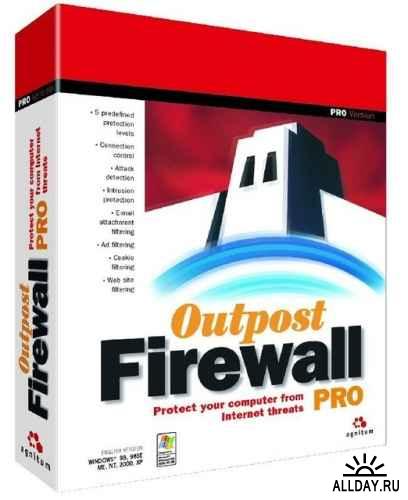 PRO Version
• 5 predefined
protection
levels
• Connection
control
• Attack
detection
• Intrusion
protection
• E-mail
attachment
filtering
• Ad filtering
• Cookie
filtering
• Web site
filtering
Outpost
Firewall
PRO
Protect your computer from
Internet threats
ENGLISH VERSION
WINDOWS 98, 98SE
ME, NT, 2000, XP
agnitum
PRO
Protect your computer
from Internet
threats
Outpost
Firewall PRO
agnitum
ALLDAY.RU